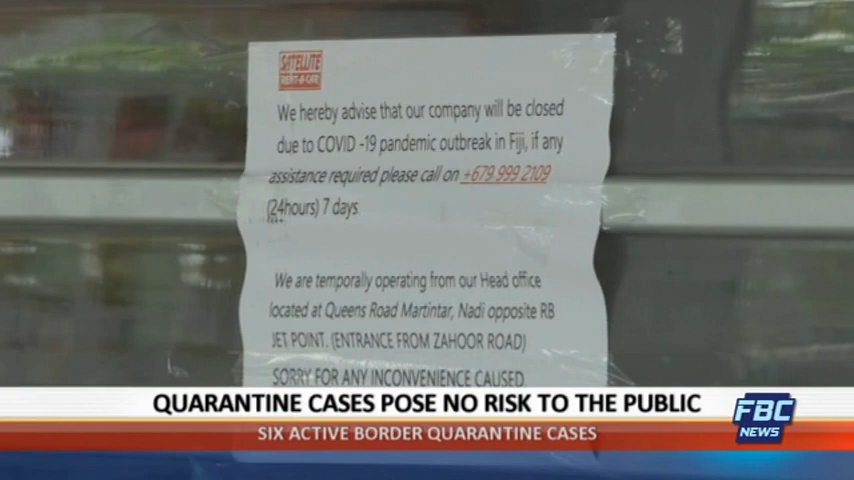 SATELLITE
RENT-A-CAR
We hereby advise that our company will be closed
due to COVID -19 pandemic outbreak in Fiji, if any
assistance required please call on +679 999 2109
(24hours) 7 days.
We are temporally operating from our Head office
located at Queens Road Martintar, Nadi opposite RB
JET POINT. (ENTRANCE FROM ZAHOOR ROAD)
SORRY FOR ANY INCONVENIENCE CAUSED.
QUARANTINE CASES POSE NO RISK TO THE PUBLIC
SIX ACTIVE BORDER QUARANTINE CASES
FBC
NEWS